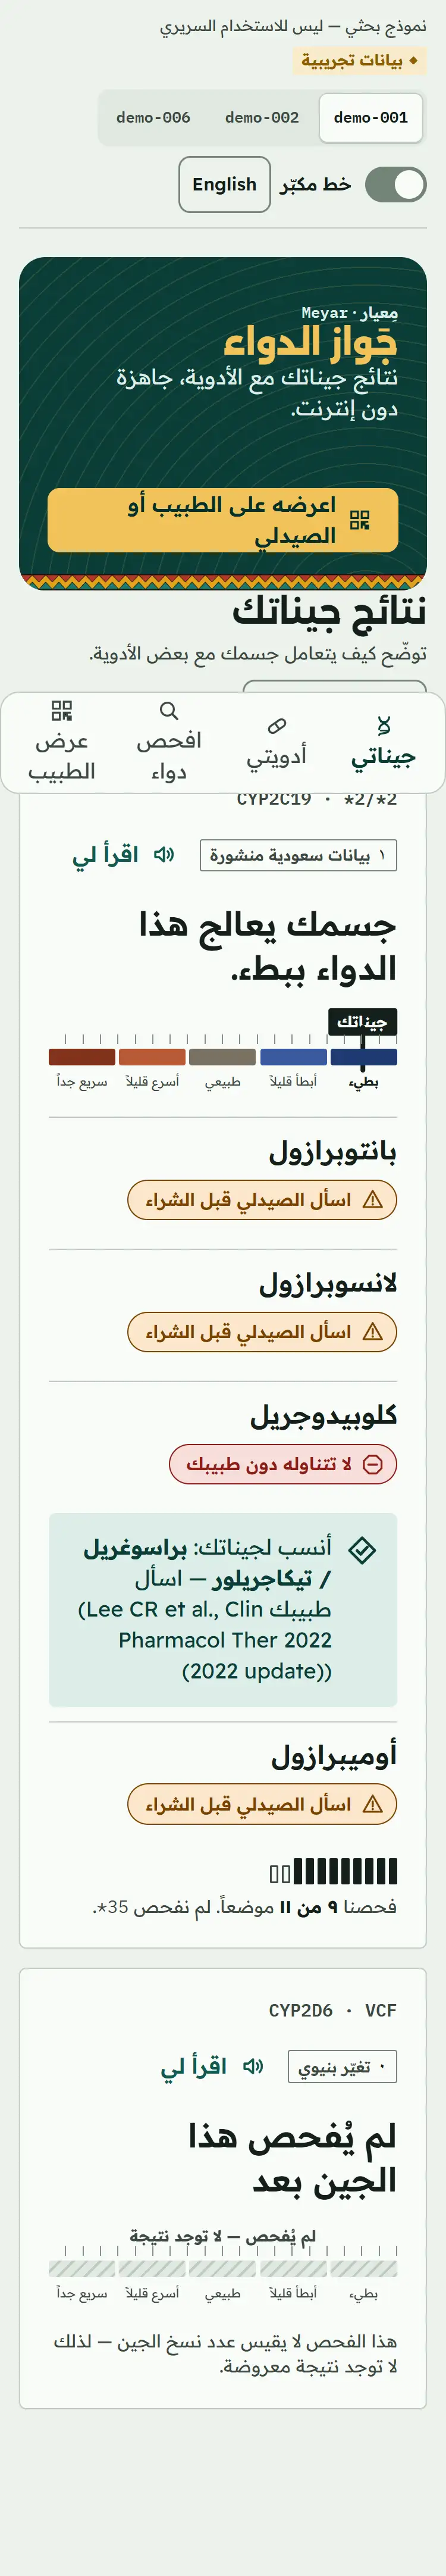 نموذج بحثي — ليس للاستخدام السريري
بيانات تجريبية
demo-001 demo-002 demo-006
خط مكبّر English
مِعيار · Meyar
جَواز الدواء
نتائج جيناتك مع الأدوية، جاهزة
دون إنترنت.
اعرضه على الطبيب أو
الصيدلي
نتائج جيناتك
توضّح كيف يتعامل جسمك مع بعض الأدوية.
جيناتي
أدويتي
افحص
دواء
عرض
الطبيب
CYP2C19 · *2/*2
١ بيانات سعودية منشورة
اقرأ لي
جسمك يعالج هذا
الدواء ببطء.
جيناتك
بطيء أبطأ قليلاً طبيعي أسرع قليلاً سريع جداً
بانتوبرازول
اسأل الصيدلي قبل الشراء
لانسوبرازول
اسأل الصيدلي قبل الشراء
كلوبيدوجريل
لا تتناوله دون طبيبك
أنسب لجيناتك: براسوغريل
/ تيكاجريلور — اسأل
طبيبك (Lee CR et al., Clin
Pharmacol Ther 2022
(2022 update))
أوميبرازول
اسأل الصيدلي قبل الشراء
فحصنا ٩ من ١١ موضعاً. لم نفحص 35*.
CYP2D6 · VCF
٠ تغيّر بنيوي
اقرأ لي
لم يُفحص هذا
الجين بعد
لم يُفحص — لا توجد نتيجة
بطيء أبطأ قليلاً طبيعي أسرع قليلاً سريع جداً
هذا الفحص لا يقيس عدد نسخ الجين — لذلك
لا توجد نتيجة معروضة.